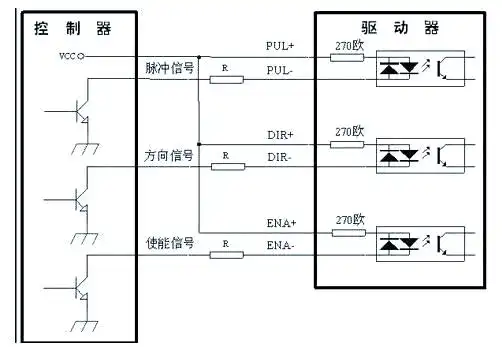 控制器
驱动器
VCC
PUL+
270欧
脉冲信号
R
PUL-
DIR+
270欧
方向信号
R
DIR-
ENA+
270欧
使能信号
R
ENA-